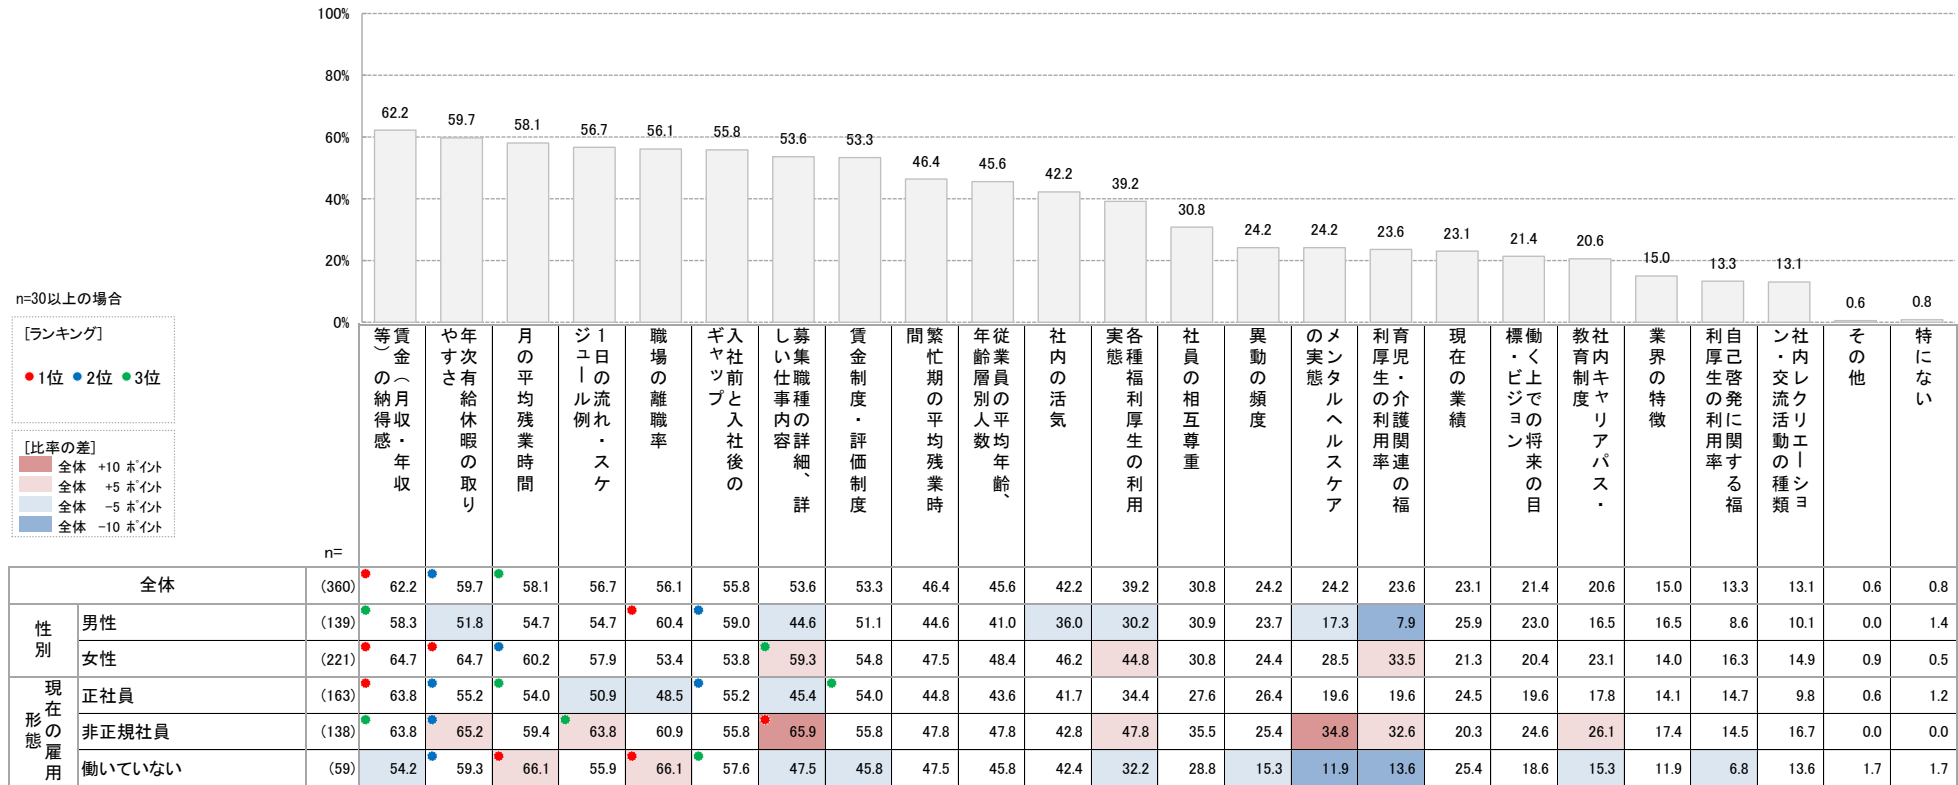 100%
80%
60%
40%
20%
0%
62.2
59.7
58.1
56.7
56.1
55.8
53.6
53.3
46.4
45.6
42.2
39.2
30.8
24.2
24.2
23.6
23.1
21.4
20.6
15.0
13.3
13.1
0.6
0.8
n=30以上の場合
[ランキング]
1位 2位 3位
[比率の差]
全体 +10 ポイント
全体 +5 ポイント
全体 -5 ポイント
全体 -10 ポイント
賃金（月収・年収
等）の納得感
年次有給休暇の取り
やすさ
月の平均残業時間
1日の流れ・スケ
ジュール例
職場の離職率
入社前と入社後の
ギャップ
募集職種の詳細、詳
しい仕事内容
賃金制度・評価制度
繁忙期の平均残業時
間
従業員の平均年齢、
年齢層別人数
社内の活気
各種福利厚生の利用
実態
社員の相互尊重
異動の頻度
メンタルヘルスケア
の実態
育児・介護関連の福
利厚生の利用率
現在の業績
働く上での将来の目
標・ビジョン
社内キャリアパス・
教育制度
業界の特徴
自己啓発に関する福
利厚生の利用率
社内レクリエーショ
ン・交流活動の種類
その他
特にない
n=
全体 (360) 62.2 59.7 58.1 56.7 56.1 55.8 53.6 53.3 46.4 45.6 42.2 39.2 30.8 24.2 24.2 23.6 23.1 21.4 20.6 15.0 13.3 13.1 0.6 0.8
性別
男性 (139) 58.3 51.8 54.7 54.7 60.4 59.0 44.6 51.1 44.6 41.0 36.0 30.2 30.9 23.7 17.3 7.9 25.9 23.0 16.5 16.5 8.6 10.1 0.0 1.4
女性 (221) 64.7 64.7 60.2 57.9 53.4 53.8 59.3 54.8 47.5 48.4 46.2 44.8 30.8 24.4 28.5 33.5 21.3 20.4 23.1 14.0 16.3 14.9 0.9 0.5
現在の雇用
形態
正社員 (163) 63.8 55.2 54.0 50.9 48.5 55.2 45.4 54.0 44.8 43.6 41.7 34.4 27.6 26.4 19.6 19.6 24.5 19.6 17.8 14.1 14.7 9.8 0.6 1.2
非正規社員 (138) 63.8 65.2 59.4 63.8 60.9 55.8 65.9 55.8 47.8 47.8 42.8 47.8 35.5 25.4 34.8 32.6 20.3 24.6 26.1 17.4 14.5 16.7 0.0 0.0
働いていない (59) 54.2 59.3 66.1 55.9 66.1 57.6 47.5 45.8 47.5 45.8 42.4 32.2 28.8 15.3 11.9 13.6 25.4 18.6 15.3 11.9 6.8 13.6 1.7 1.7